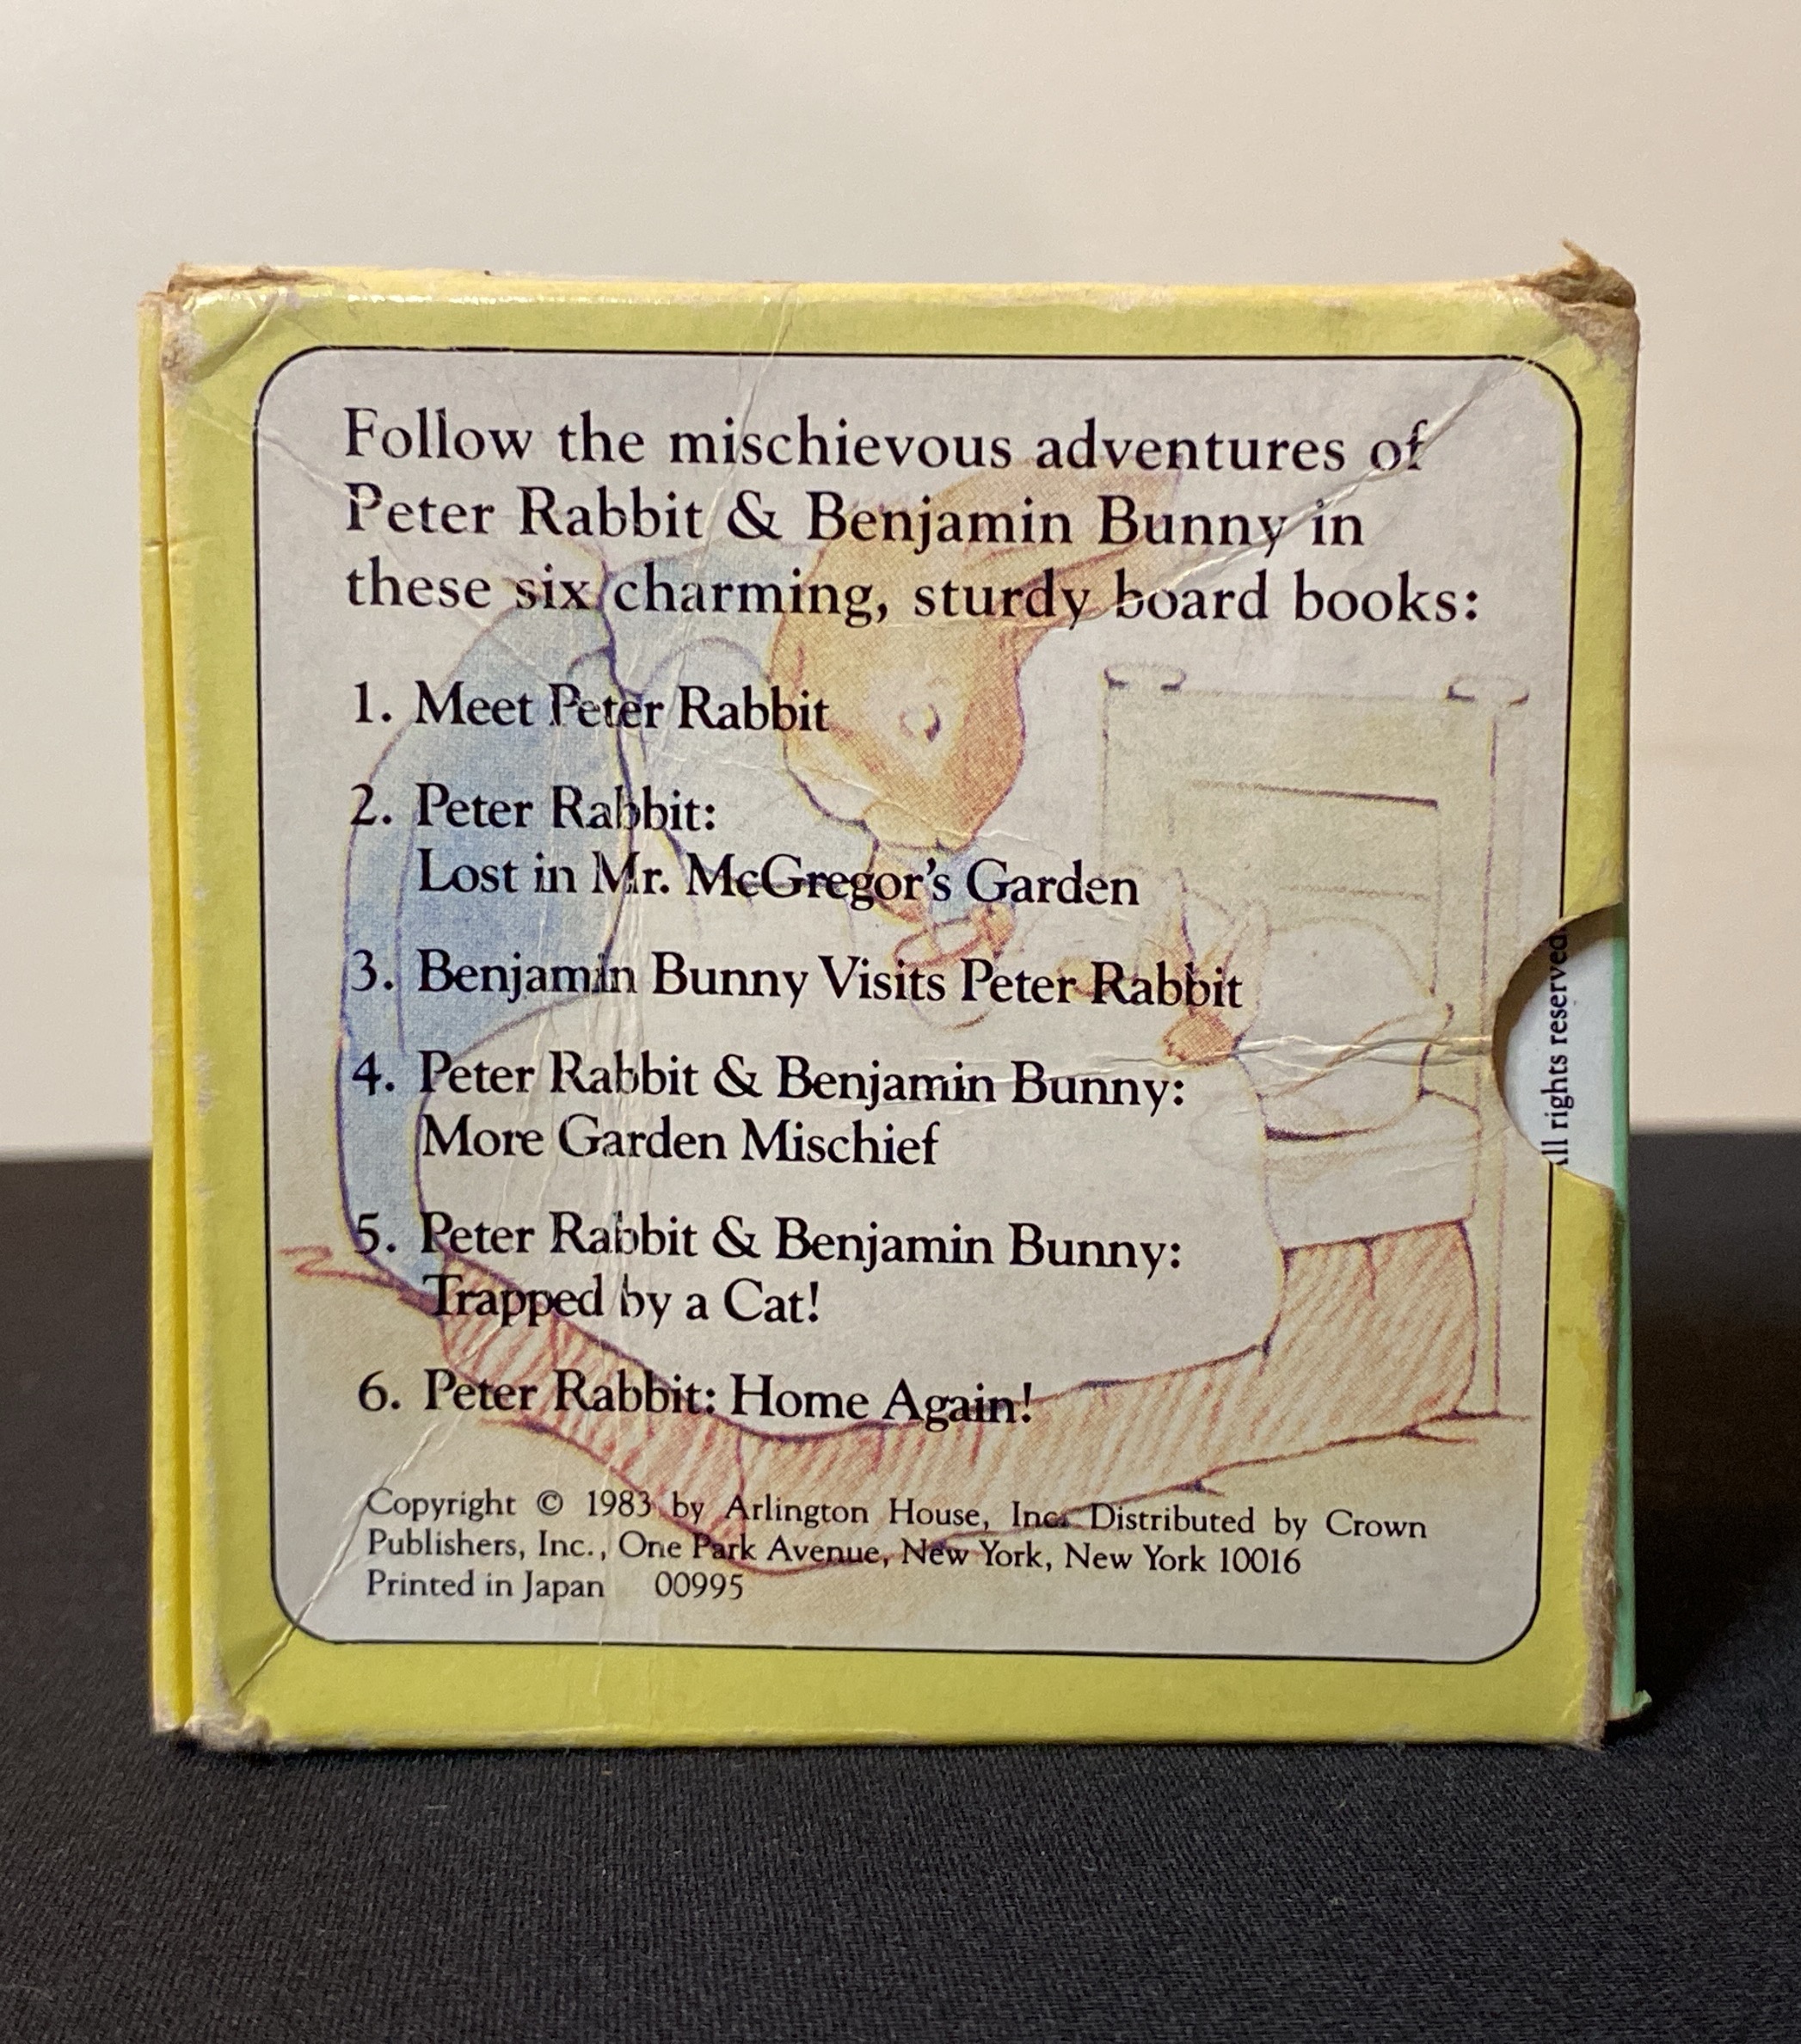 Follow the mischievous adventures of
Peter Rabbit & Benjamin Bunny in
these six charming, sturdy board books:
1. Meet Peter Rabbit
2. Peter Rabbit:
Lost in Mr. McGregor's Garden
3. Benjamin Bunny Visits Peter Rabbit
4. Peter Rabbit & Benjamin Bunny:
More Garden Mischief
5. Peter Rabbit & Benjamin Bunny:
Trapped by a Cat!
6. Peter Rabbit: Home Again!
Copyright © 1983 by Arlington House, Inc. Distributed by Crown
Publishers, Inc., One Park Avenue, New York, New York 10016
Printed in Japan 00995
All rights reserved.